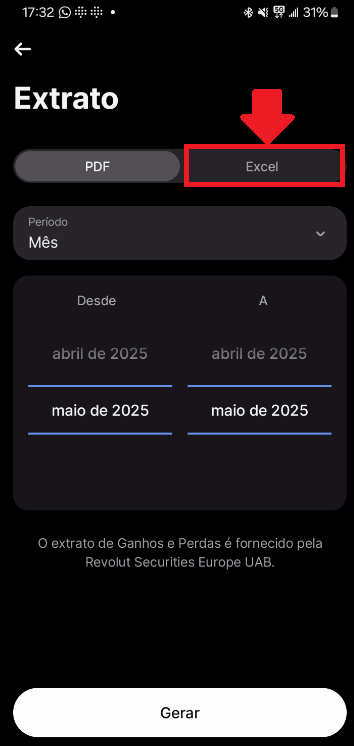 17:32 5G 31%
Extrato
PDF Excel
Período
Mês
Desde A
abril de 2025 abril de 2025
maio de 2025 maio de 2025
O extrato de Ganhos e Perdas é fornecido pela
Revolut Securities Europe UAB.
Gerar